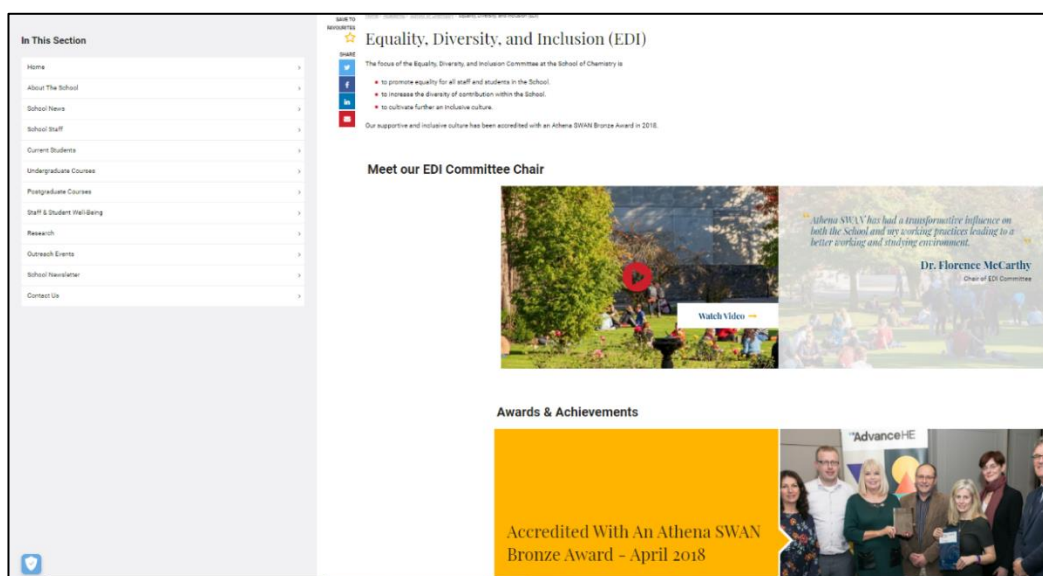 In This Section
Home
About The School
School News
School Staff
Current Students
Undergraduate Courses
Postgraduate Courses
Staff & Student Well-Being
Research
Outreach Events
School Newsletter
Contact Us
SAVE TO
FAVOURITES
SHARE
Equality, Diversity, and Inclusion (EDI)
The focus of the Equality, Diversity, and Inclusion Committee at the School of Chemistry is
to promote equality for all staff and students in the School.
to increase the diversity of contribution within the School.
to cultivate further an inclusive culture.
Our supportive and inclusive culture has been accredited with an Athena SWAN Bronze Award in 2018.
Meet our EDI Committee Chair
Watch Video
"Athena SWAN has had a transformative influence on
both the School and my working practices leading to a
better working and studying environment. "
Dr. Florence McCarthy
Chair of EDI Committee
Awards & Achievements
Accredited With An Athena SWAN
Bronze Award - April 2018
AdvanceHE